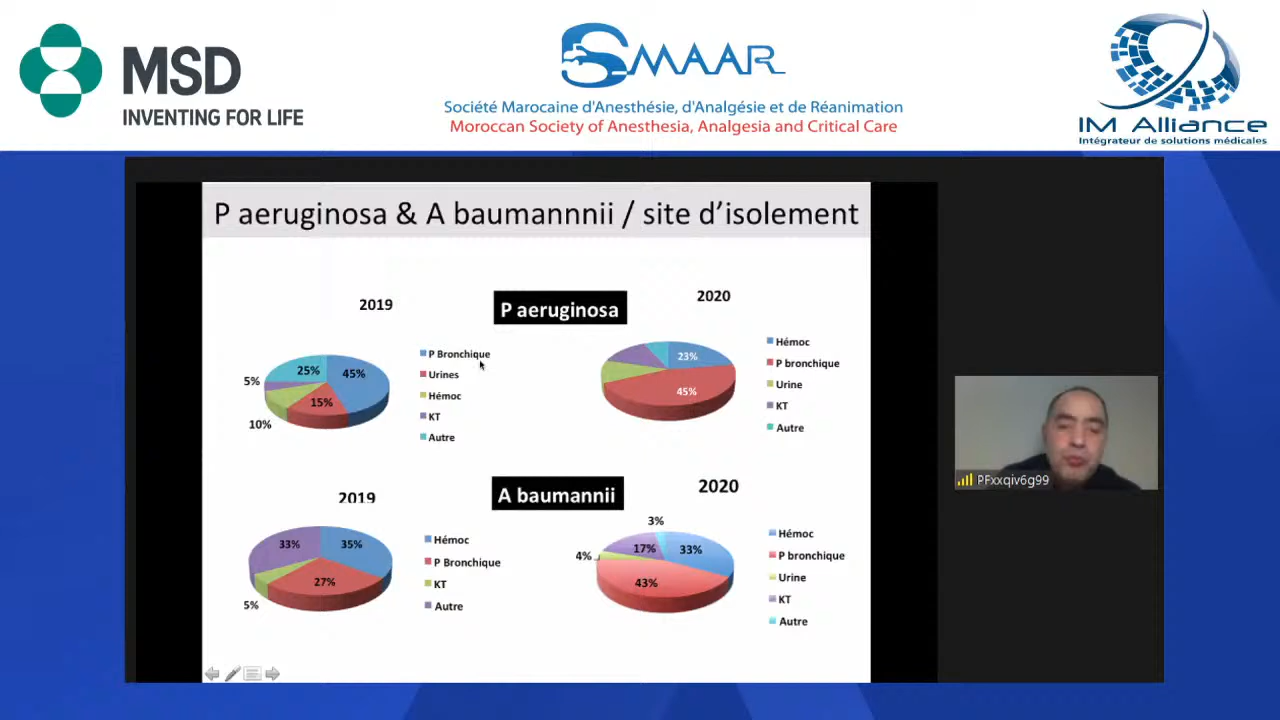 MSD
INVENTING FOR LIFE
SMAAR
Société Marocaine d'Anesthésie, d'Analgésie et de Réanimation
Moroccan Society of Anesthesia, Analgesia and Critical Care
IM Alliance
Intégrateur de solutions médicales
P aeruginosa & A baumannnii / site d’isolement
2019
P aeruginosa
2020
25%
45%
5%
15%
10%
P Bronchique
Urines
Hémoc
KT
Autre
23%
45%
Hémoc
P bronchique
Urine
KT
Autre
2019
A baumannii
2020
33%
35%
27%
5%
Hémoc
P Bronchique
KT
Autre
3%
4%
17%
33%
43%
Hémoc
P bronchique
Urine
KT
Autre
PFxxqiv6g99